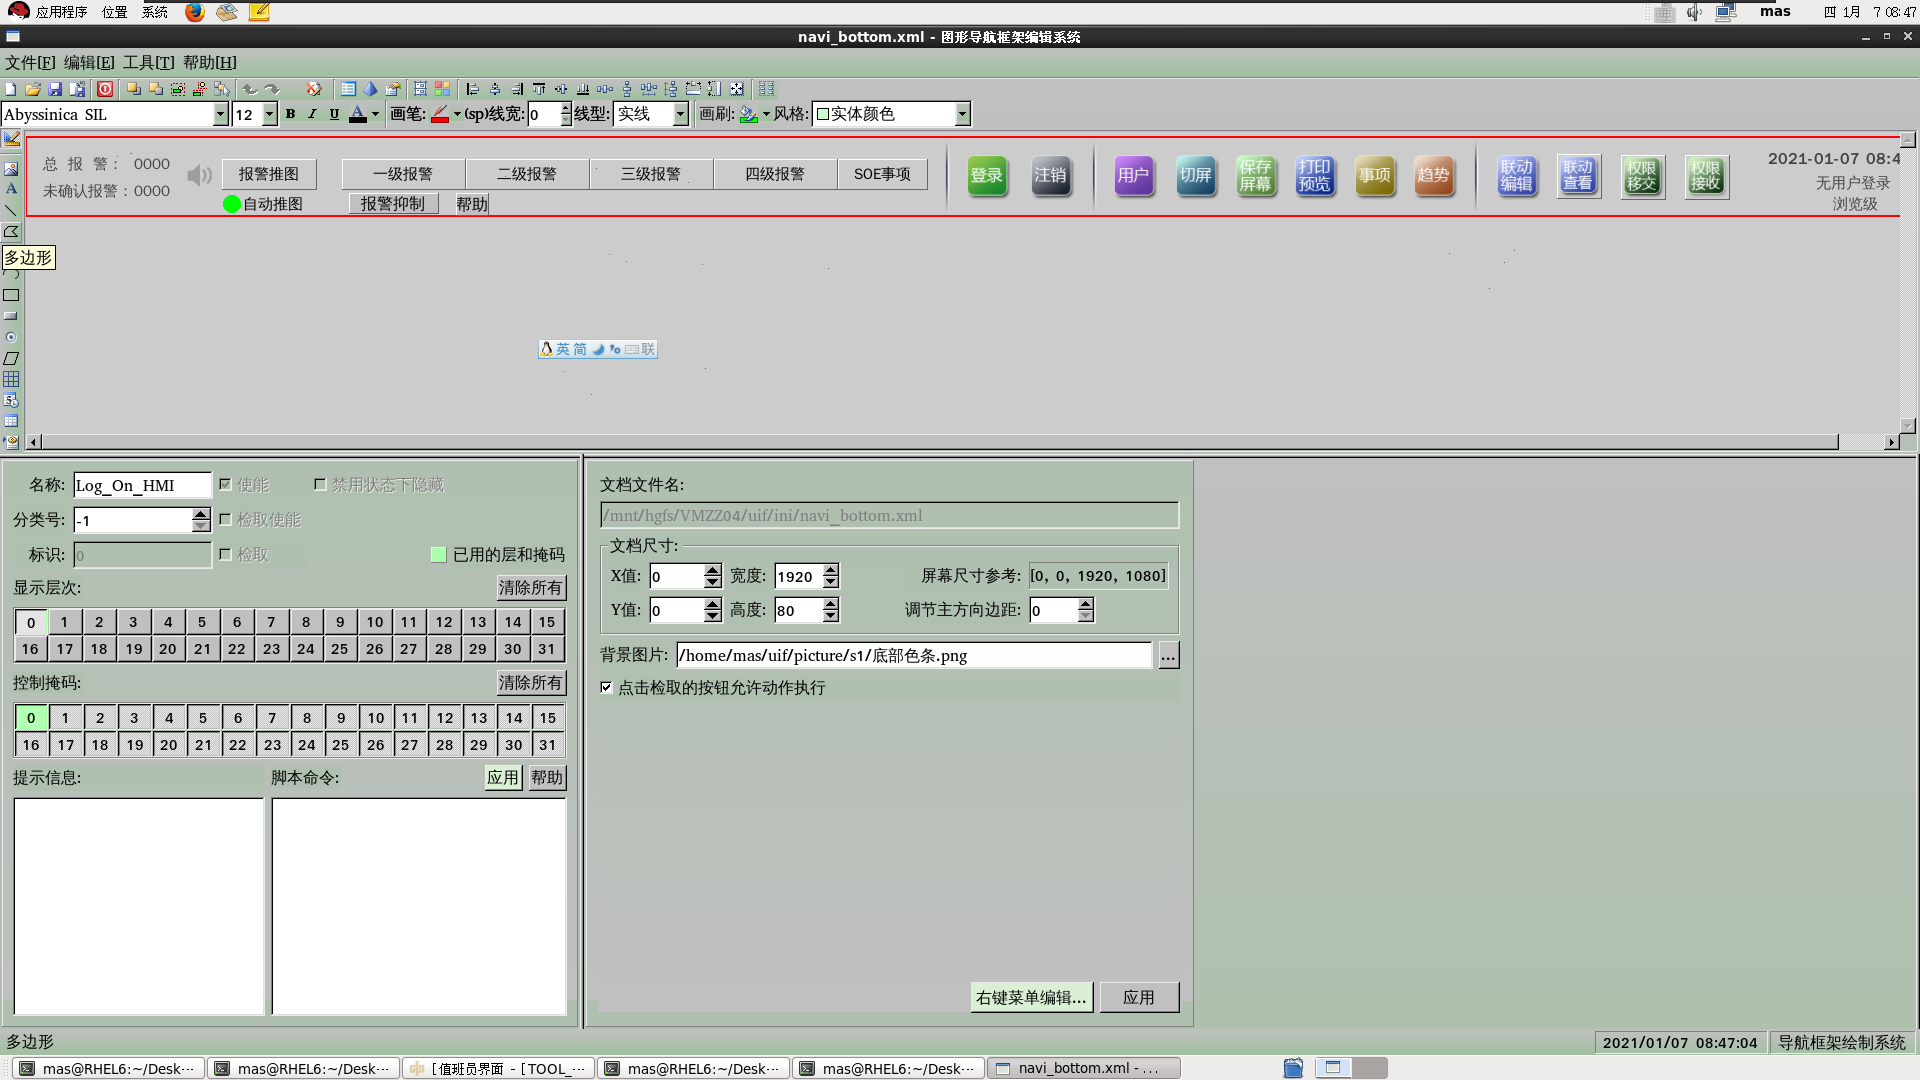 应用程序 位置 系统 mas 四 1月 7 08:47
navi_bottom.xml - 图形导航框架编辑系统
文件[F] 编辑[E] 工具[T] 帮助[H]
Abyssinica SIL 12 B I U A 画笔: (sp)线宽: 0 线型: 实线 画刷: 风格: 实体颜色
总 报 警： 0000
未确认报警：0000
报警推图 一级报警 二级报警 三级报警 四级报警 SOE事项
自动推图 报警抑制 帮助
登录 注销 用户 切屏 保存屏幕 打印预览 事项 趋势 联动编辑 联动查看 权限移交 权限接收
2021-01-07 08:4
无用户登录
浏览级
多边形
英 简 联
名称: Log_On_HMI 使能 禁用状态下隐藏
分类号: -1 检取使能
标识: 0 检取 已用的层和掩码
显示层次: 清除所有
0 1 2 3 4 5 6 7 8 9 10 11 12 13 14 15
16 17 18 19 20 21 22 23 24 25 26 27 28 29 30 31
控制掩码: 清除所有
0 1 2 3 4 5 6 7 8 9 10 11 12 13 14 15
16 17 18 19 20 21 22 23 24 25 26 27 28 29 30 31
提示信息: 脚本命令: 应用 帮助
文档文件名:
/mnt/hgfs/VMZZ04/uif/ini/navi_bottom.xml
文档尺寸:
X值: 0 宽度: 1920 屏幕尺寸参考: [0, 0, 1920, 1080]
Y值: 0 高度: 80 调节主方向边距: 0
背景图片: /home/mas/uif/picture/s1/底部色条.png ...
点击检取的按钮允许动作执行
右键菜单编辑... 应用
多边形 2021/01/07 08:47:04 导航框架绘制系统
mas@RHEL6:~/Desk... mas@RHEL6:~/Desk... [值班员界面 - [TOOL_... mas@RHEL6:~/Desk... mas@RHEL6:~/Desk... navi_bottom.xml - ...